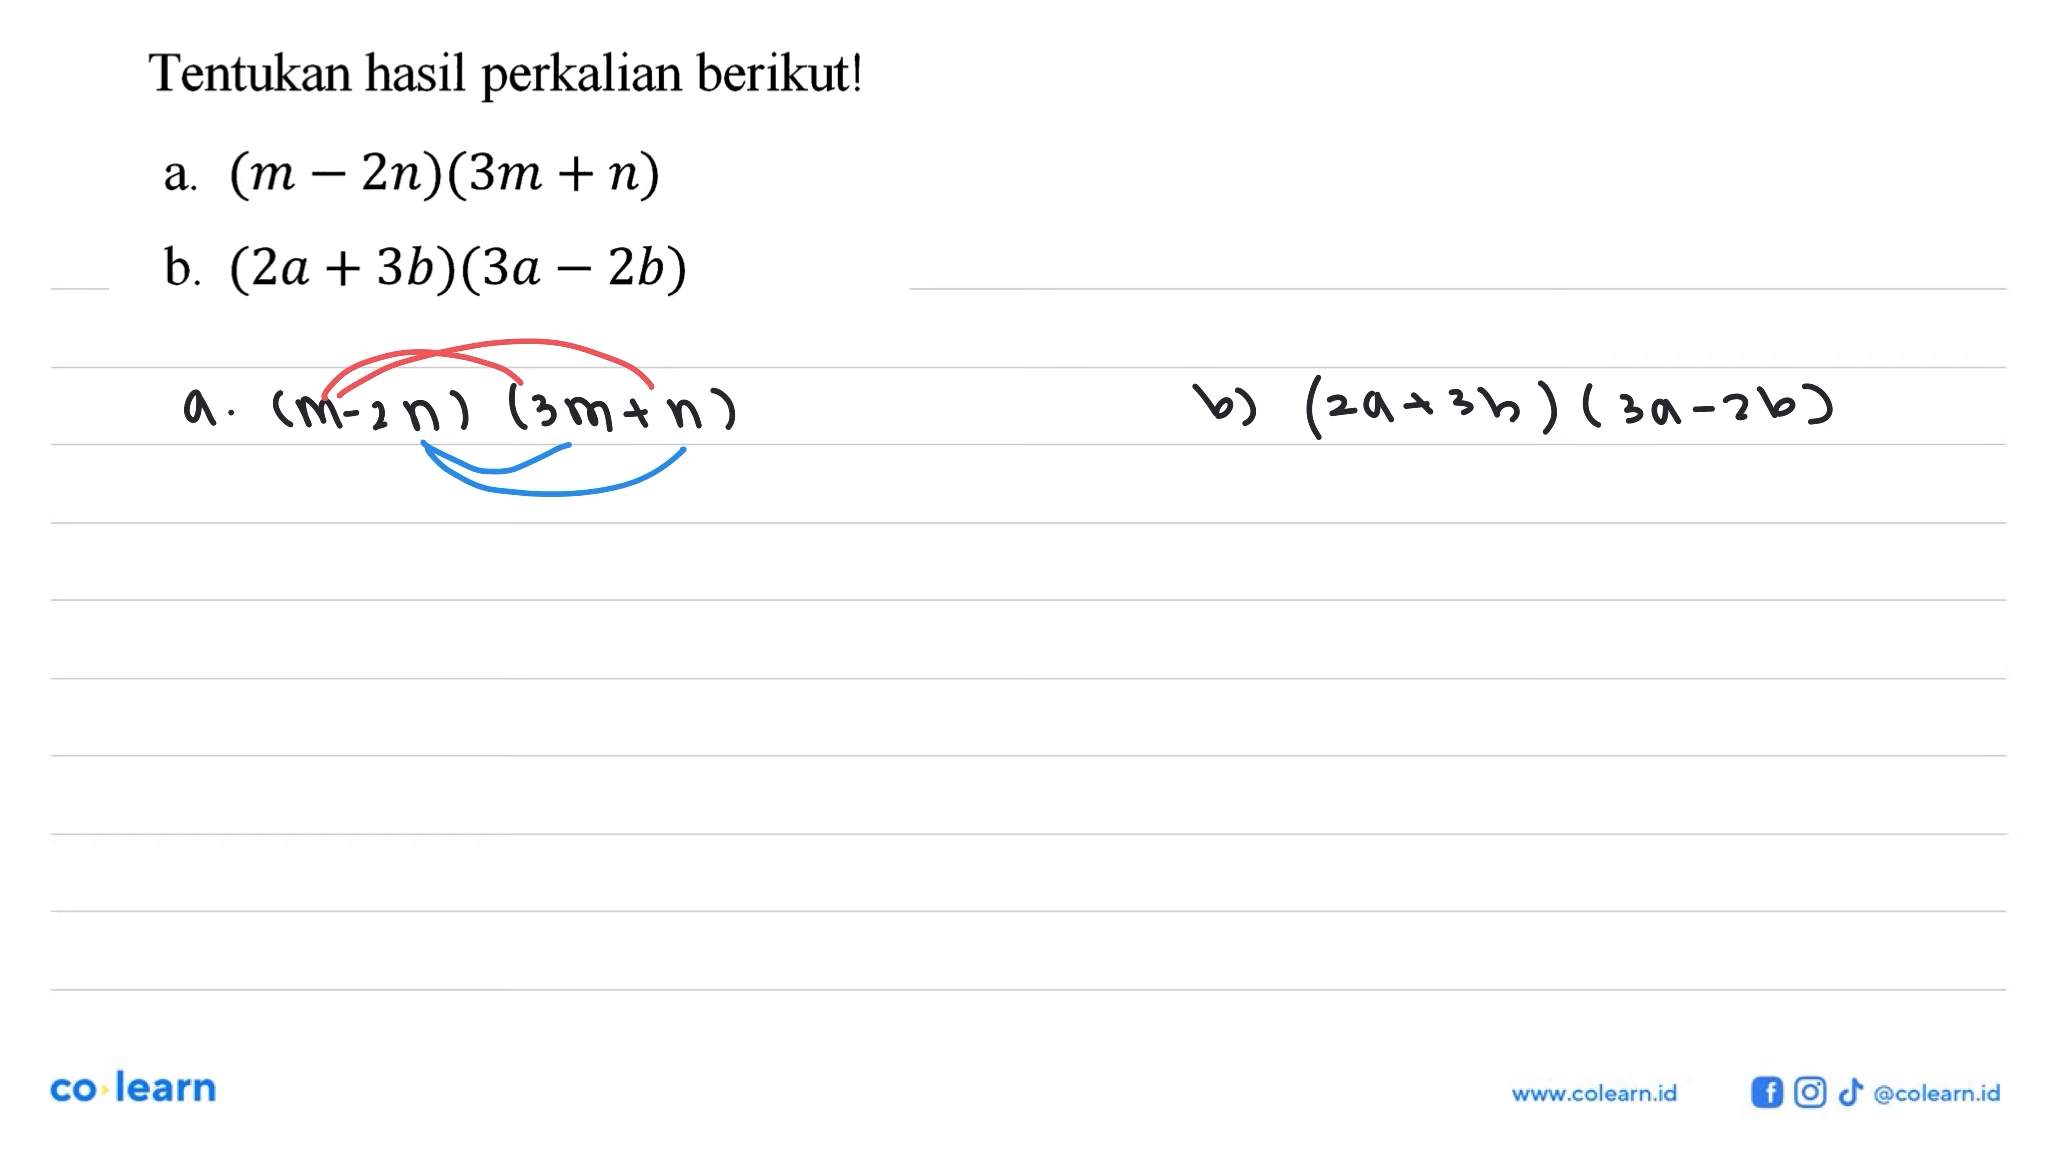 Tentukan hasil perkalian berikut!
a. (m − 2n)(3m + n)
b. (2a + 3b)(3a − 2b)
a. (m-2n) (3m+n)
b) (2a+3b)(3a-2b)
co learn
www.colearn.id
@colearn.id